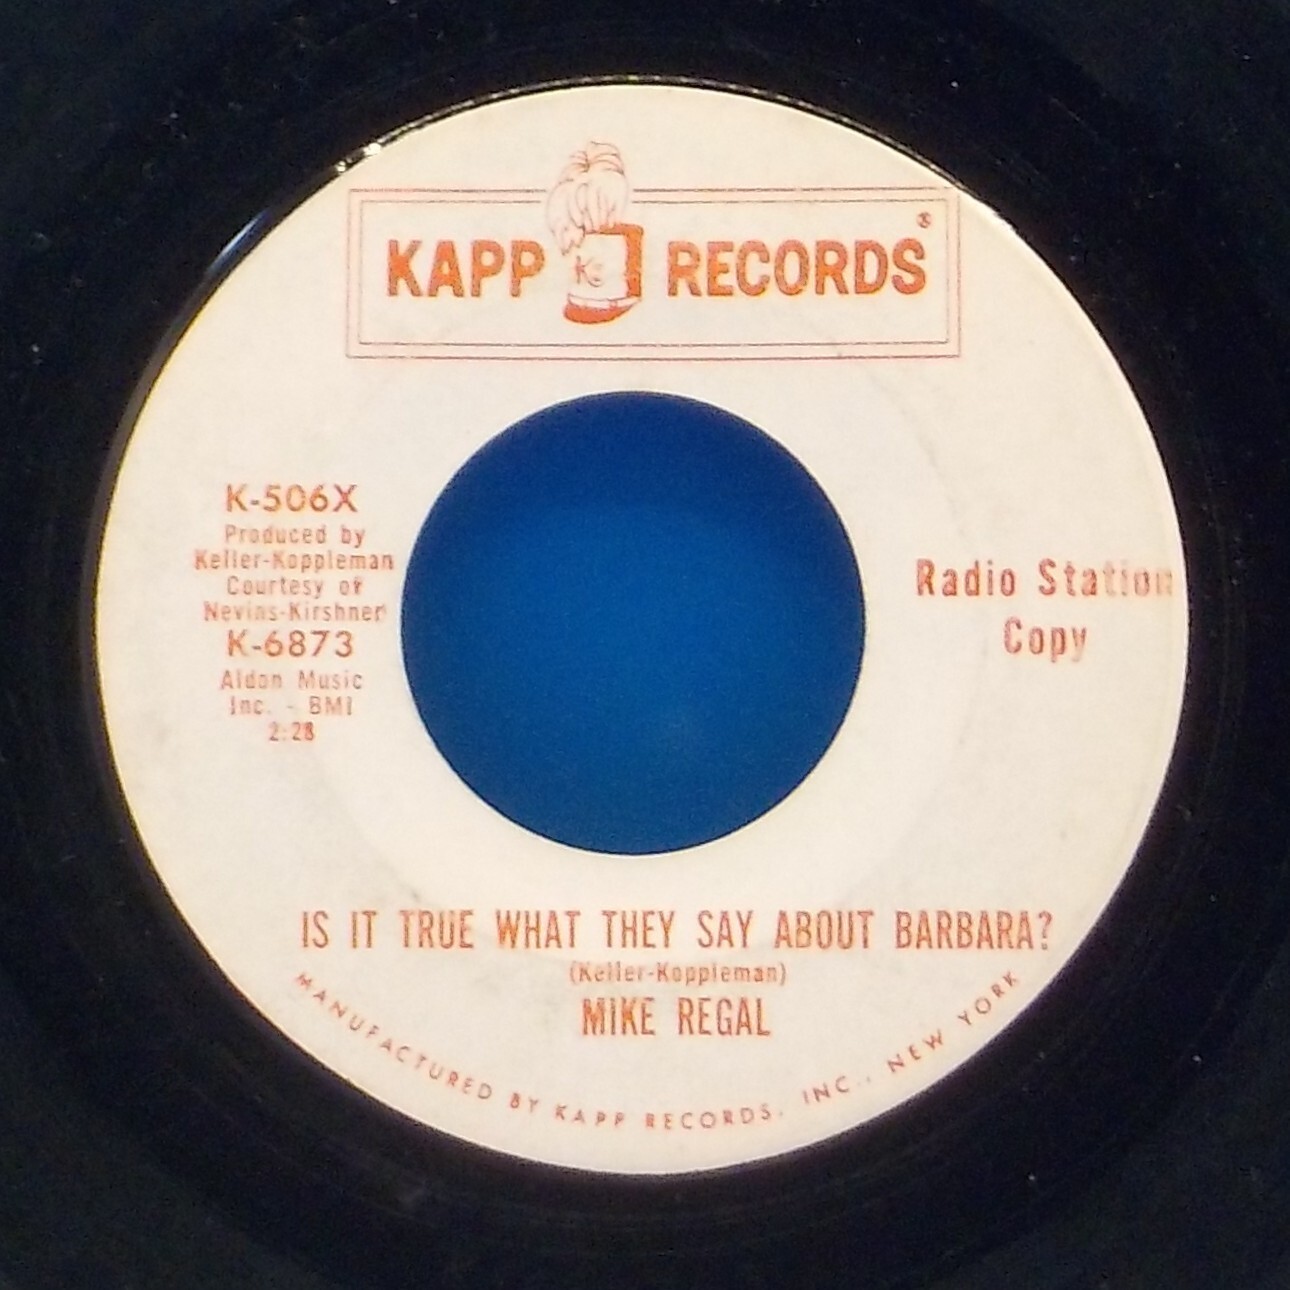 KAPP K RECORDS®
K-506X
Produced by
Keller-Koppleman
Courtesy of
Nevins-Kirshner
K-6873
Aldon Music
Inc. - BMI
2:28
Radio Station
Copy
IS IT TRUE WHAT THEY SAY ABOUT BARBARA?
(Keller-Koppleman)
MIKE REGAL
MANUFACTURED BY KAPP RECORDS, INC., NEW YORK